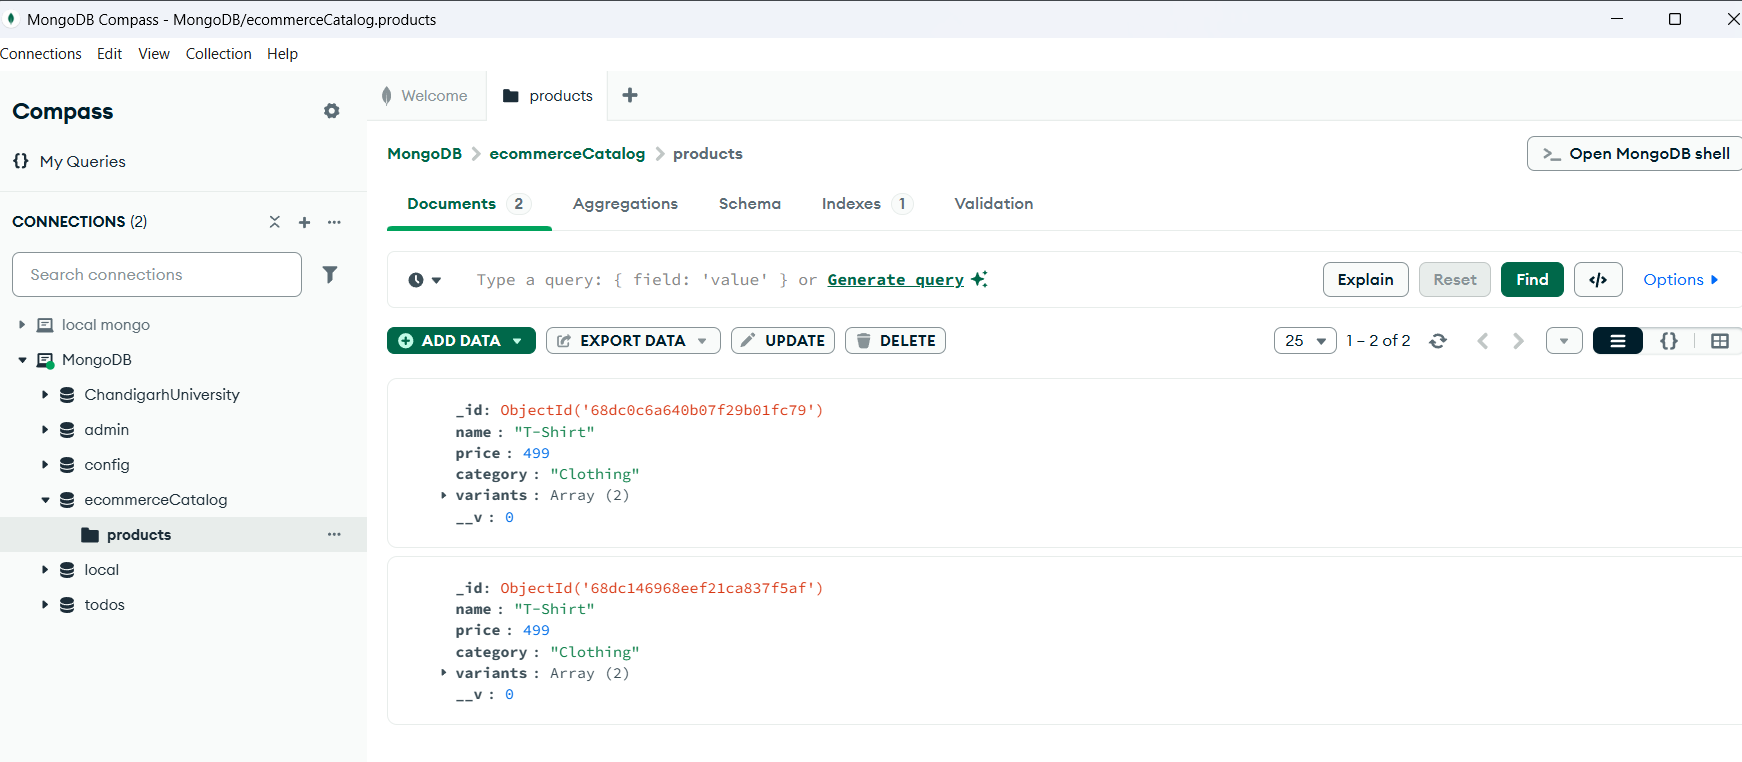 MongoDB Compass - MongoDB/ecommerceCatalog.products
Connections Edit View Collection Help
Compass
{} My Queries
CONNECTIONS (2)
Search connections
local mongo
MongoDB
ChandigarhUniversity
admin
config
ecommerceCatalog
products
local
todos
Welcome
products
MongoDB > ecommerceCatalog > products
>_ Open MongoDB shell
Documents 2 Aggregations Schema Indexes 1 Validation
Type a query: { field: 'value' } or Generate query
Explain Reset Find </> Options
ADD DATA EXPORT DATA UPDATE DELETE
25 1 – 2 of 2 {}
_id: ObjectId('68dc0c6a640b07f29b01fc79')
name : "T-Shirt"
price : 499
category : "Clothing"
variants : Array (2)
__v : 0
_id: ObjectId('68dc146968eef21ca837f5af')
name : "T-Shirt"
price : 499
category : "Clothing"
variants : Array (2)
__v : 0